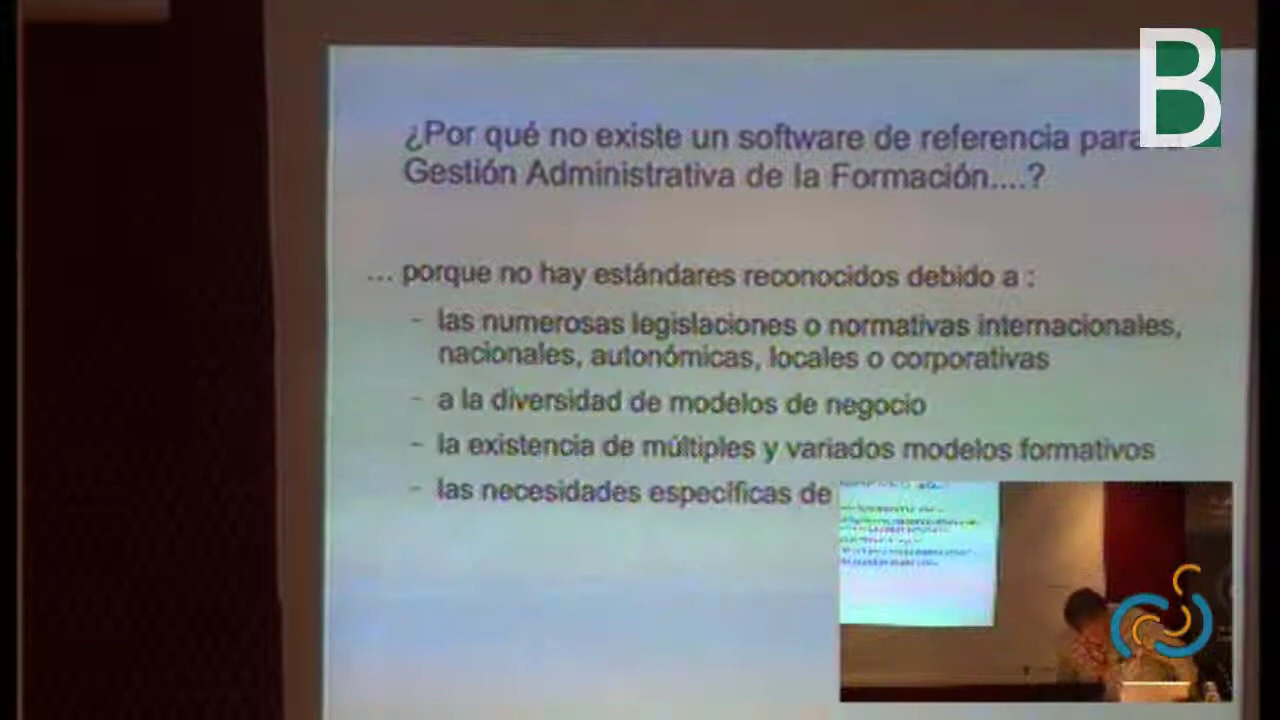 B
¿Por qué no existe un software de referencia para
Gestión Administrativa de la Formación....?
... porque no hay estándares reconocidos debido a :
- las numerosas legislaciones o normativas internacionales,
nacionales, autonómicas, locales o corporativas
- a la diversidad de modelos de negocio
- la existencia de múltiples y variados modelos formativos
- las necesidades específicas de